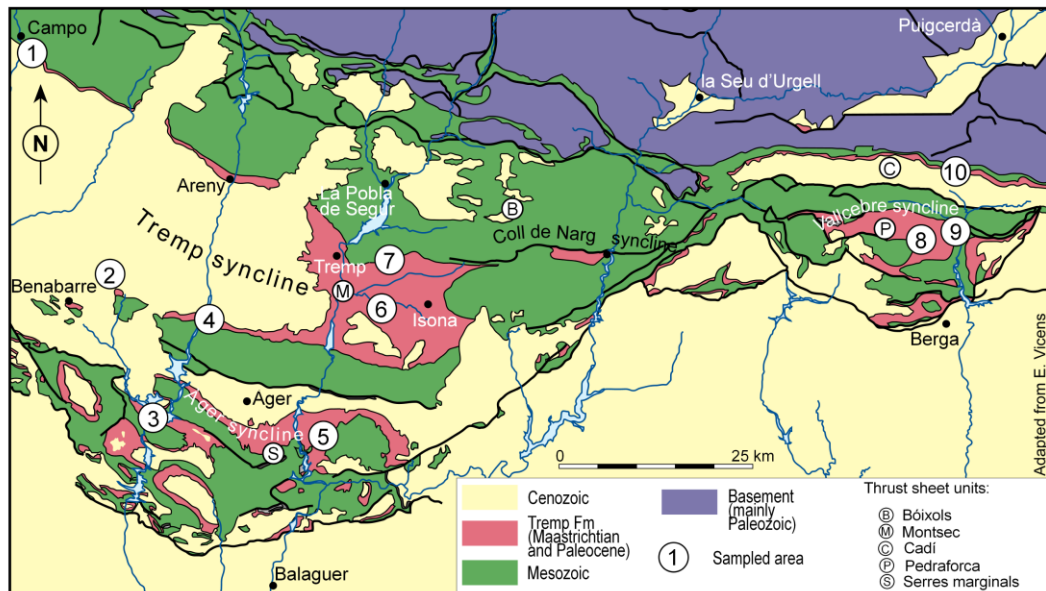 Campo
Puigcerdà
1
la Seu d'Urgell
N
C
10
Areny
La Pobla
de Segur
B
Vallcebre syncline
P
8
9
Coll de Narg syncline
Tremp syncline
Tremp
7
2
M
Benabarre
6
Isona
4
Berga
Ager
Ager syncline
3
5
S
0
25 km
Balaguer
Cenozoic
Tremp Fm
(Maastrichtian
and Paleocene)
Mesozoic
Basement
(mainly
Paleozoic)
1
Sampled area
Thrust sheet units:
B Bóixols
M Montsec
C Cadí
P Pedraforca
S Serres marginals
Adapted from E. Vicens